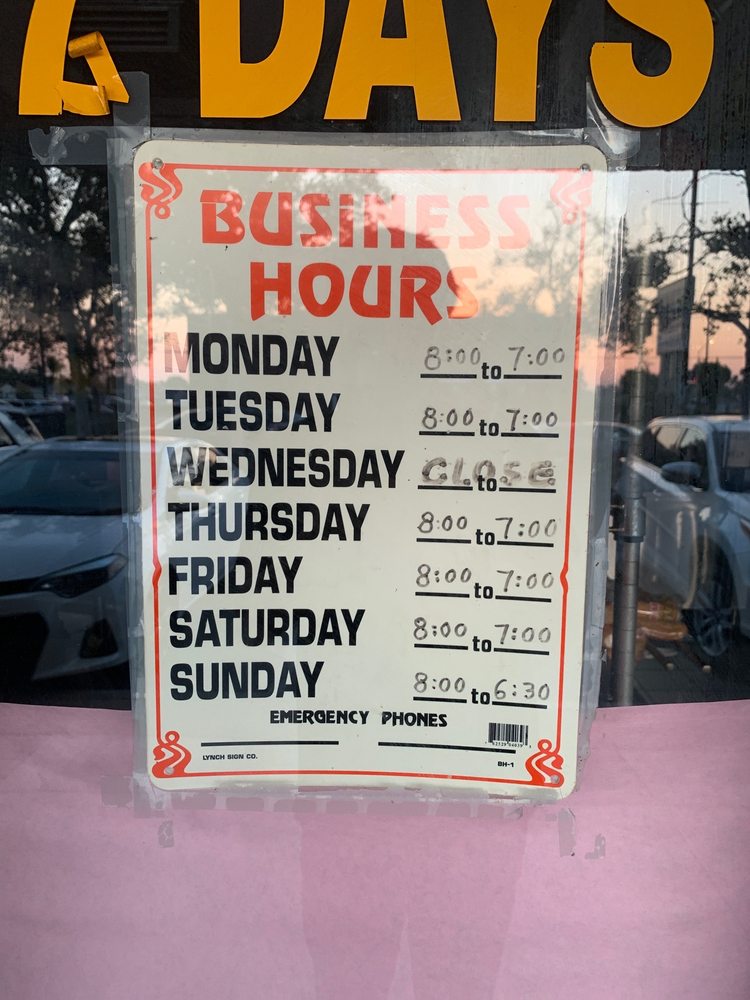 7 DAYS
BUSINESS
HOURS
MONDAY 8:00 to 7:00
TUESDAY 8:00 to 7:00
WEDNESDAY CLOSE to
THURSDAY 8:00 to 7:00
FRIDAY 8:00 to 7:00
SATURDAY 8:00 to 7:00
SUNDAY 8:00 to 6:30
EMERGENCY PHONES
LYNCH SIGN CO. BH-1